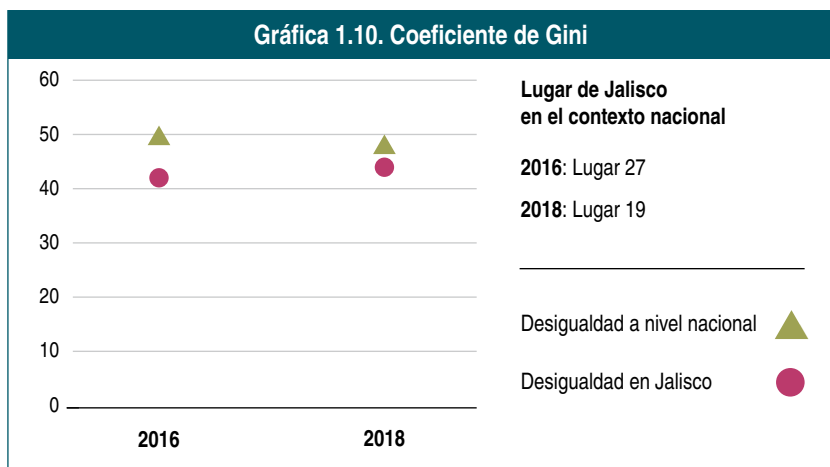 Gráfica 1.10. Coeficiente de Gini
60
50
40
30
20
10
0
2016
2018
Lugar de Jalisco
en el contexto nacional
2016: Lugar 27
2018: Lugar 19
Desigualdad a nivel nacional
Desigualdad en Jalisco